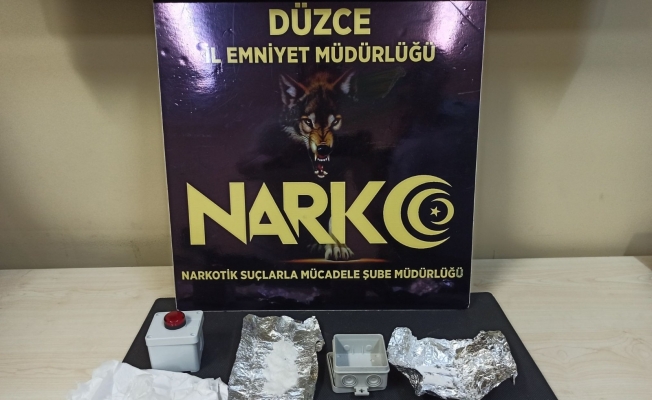 DÜZCE
İL EMNİYET MÜDÜRLÜĞÜ
NARKO
NARKOTİK SUÇLARLA MÜCADELE ŞUBE MÜDÜRLÜĞÜ